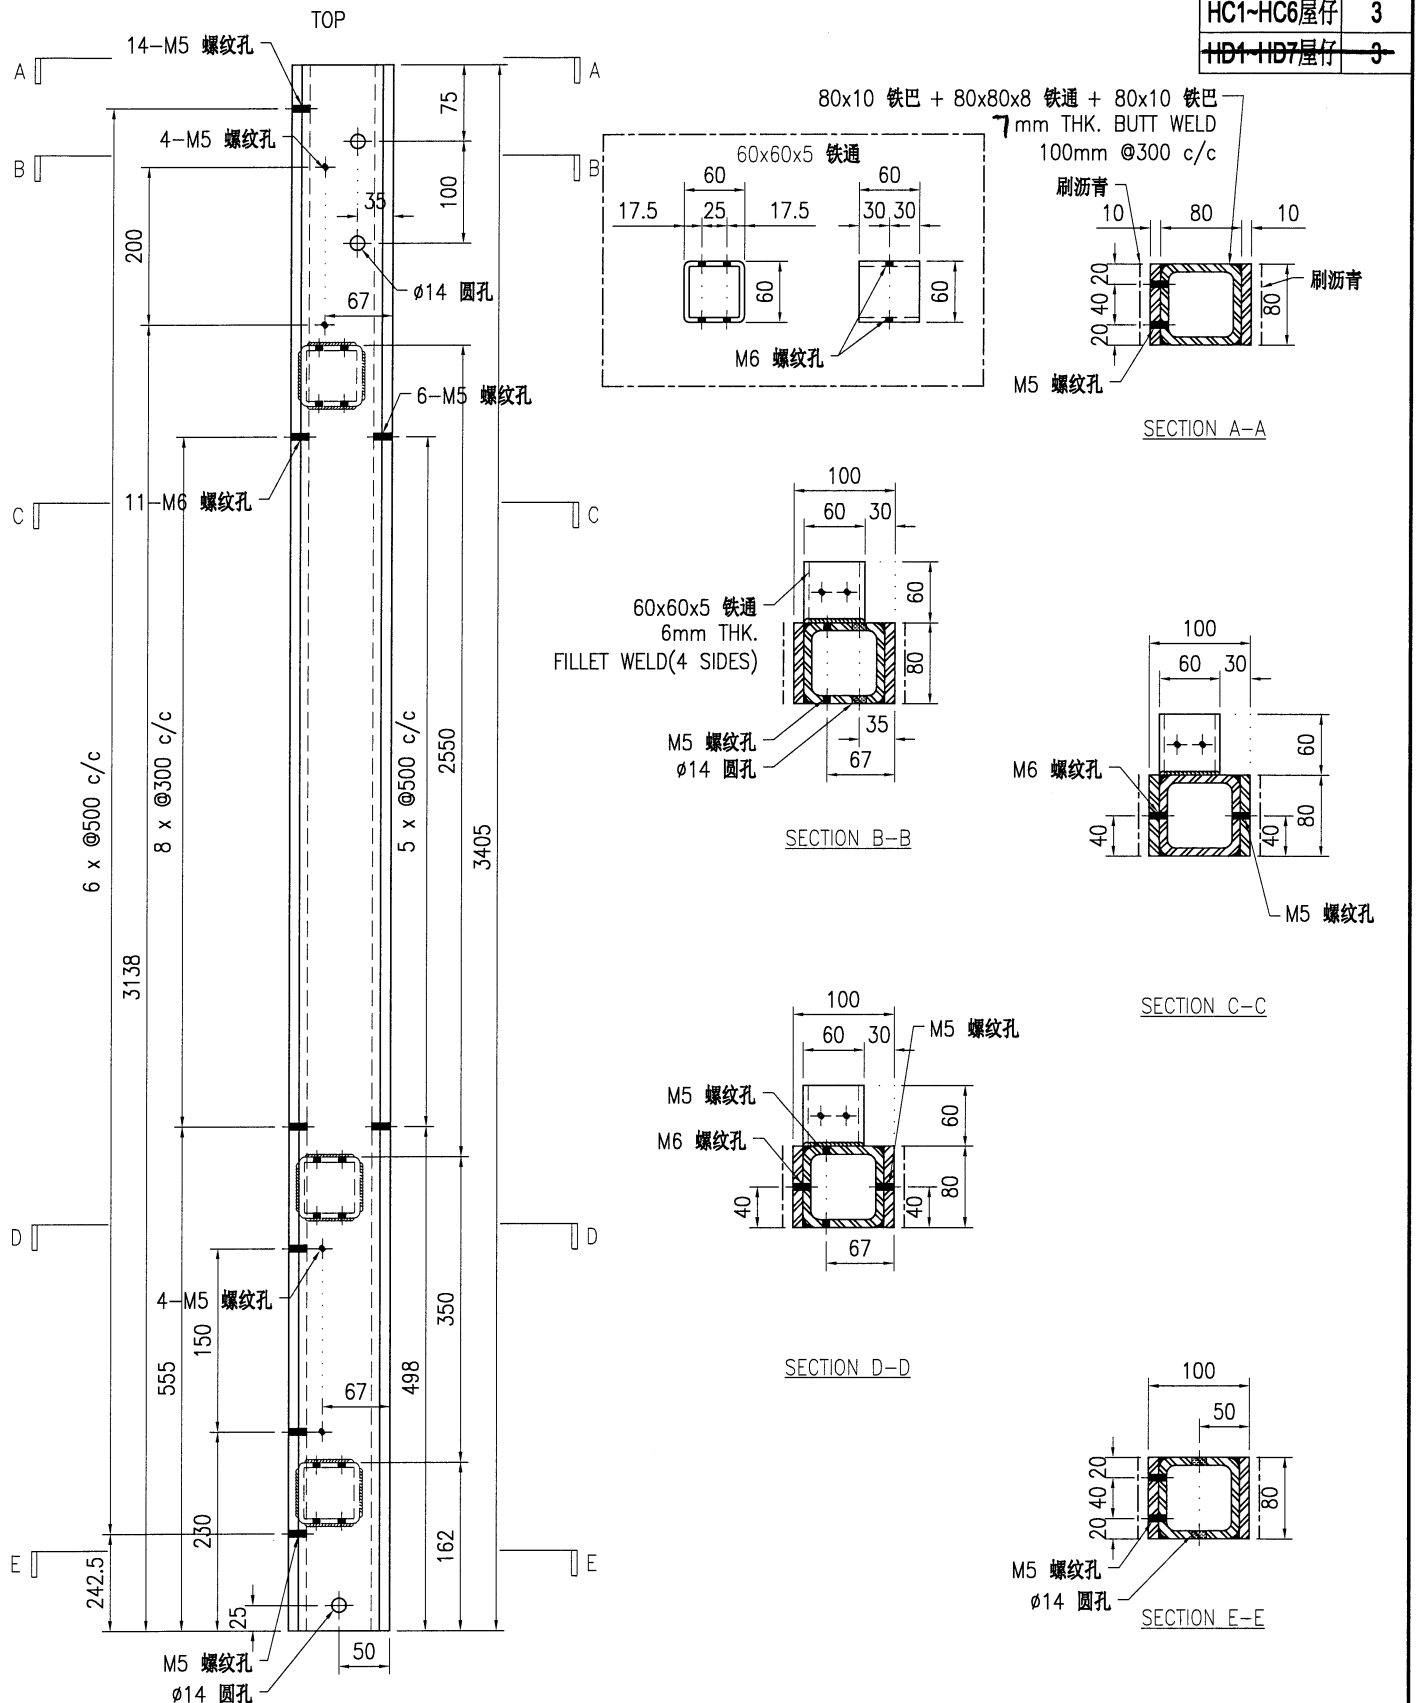 HC1~HC6屋仔 3
HD1~HD7屋仔 3
TOP
14-M5 螺纹孔
A
A
75
4-M5 螺纹孔
B
B
35
100
200
ø14 圆孔
67
6-M5 螺纹孔
11-M6 螺纹孔
C
C
6 x @500 c/c
3138
8 x @300 c/c
5 x @500 c/c
2550
3405
D
D
4-M5 螺纹孔
150
555
67
498
350
230
162
E
E
242.5
25
50
M5 螺纹孔
ø14 圆孔
80x10 铁巴 + 80x80x8 铁通 + 80x10 铁巴
7mm THK. BUTT WELD
100mm @300 c/c
60x60x5 铁通
60
60
17.5
25
17.5
30
30
60
60
M6 螺纹孔
刷沥青
10
80
10
20
40
20
80
刷沥青
M5 螺纹孔
SECTION A-A
100
60
30
60x60x5 铁通
6mm THK.
FILLET WELD(4 SIDES)
60
80
M5 螺纹孔
ø14 圆孔
35
67
SECTION B-B
100
60
30
60
M6 螺纹孔
40
40
80
M5 螺纹孔
SECTION C-C
100
60
30
M5 螺纹孔
M5 螺纹孔
M6 螺纹孔
60
40
40
80
67
SECTION D-D
100
50
20
40
20
80
M5 螺纹孔
ø14 圆孔
SECTION E-E